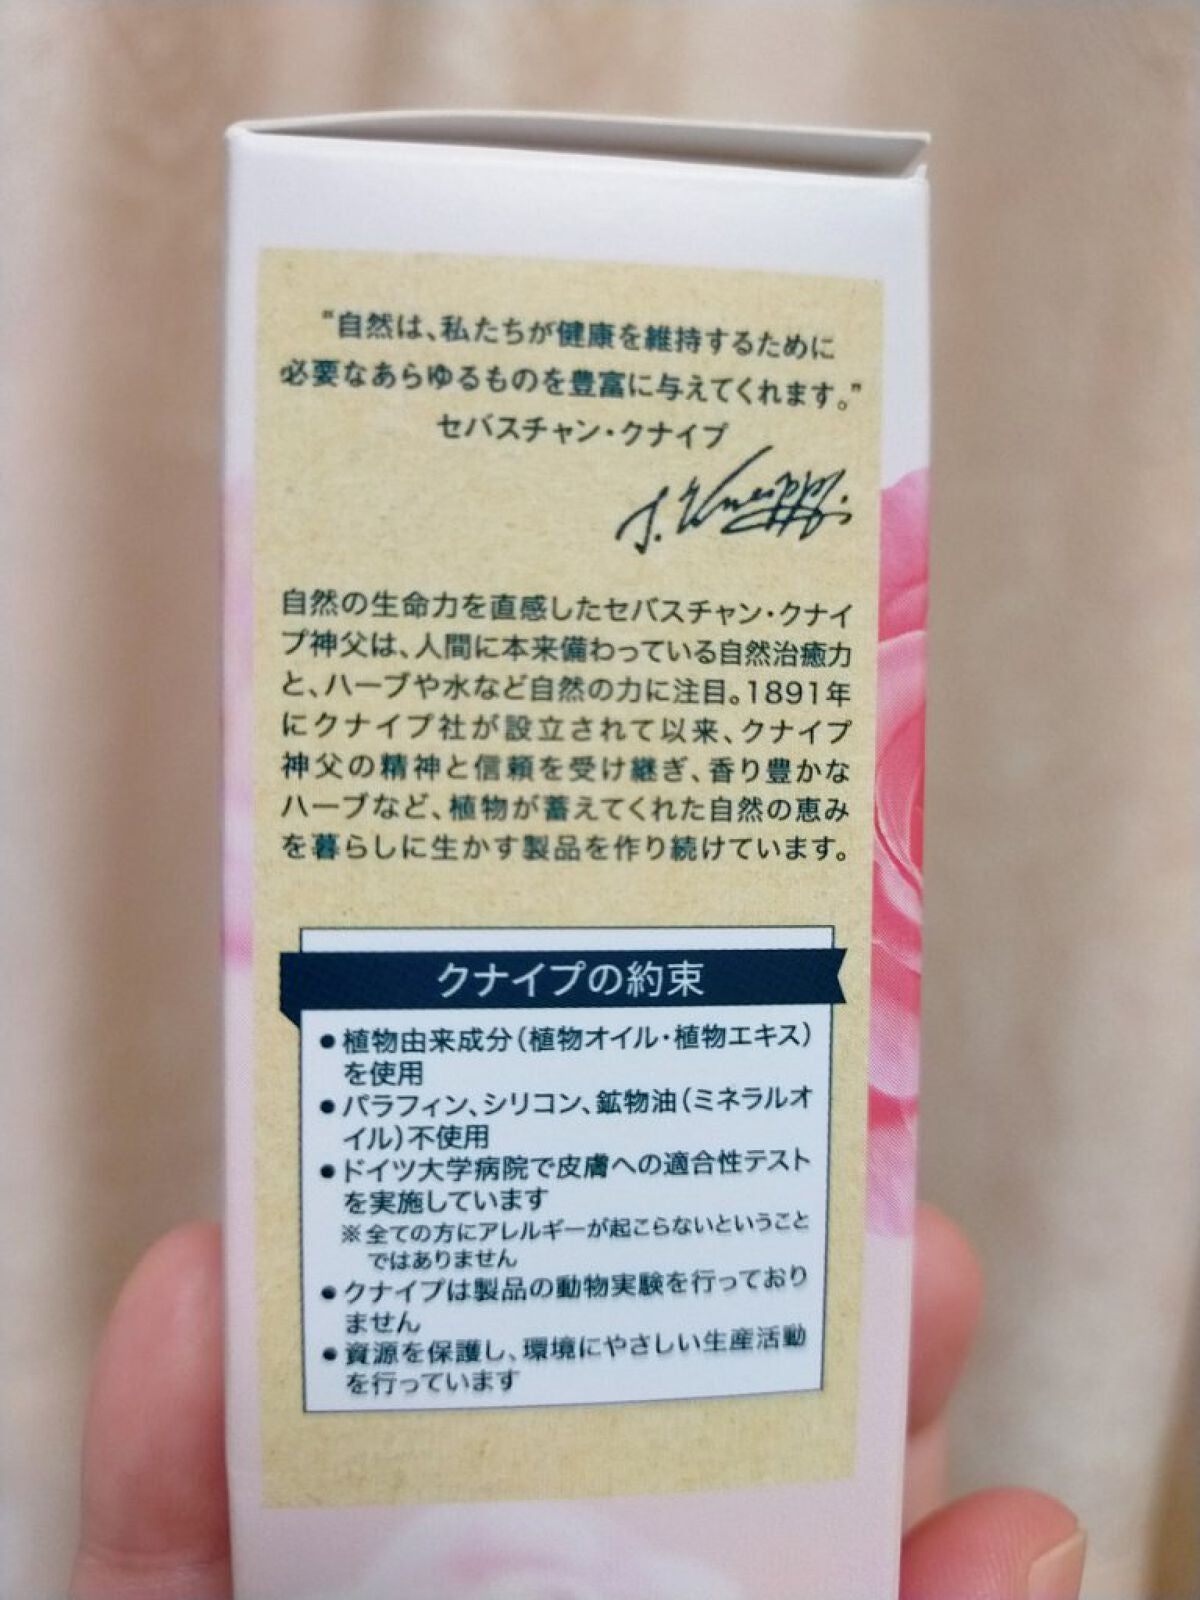 “自然は、私たちが健康を維持するために
必要なあらゆるものを豊富に与えてくれます。”
セバスチャン・クナイプ
S. Kneipp.
自然の生命力を直感したセバスチャン・クナイ
プ神父は、人間に本来備わっている自然治癒力
と、ハーブや水など自然の力に注目。1891年
にクナイプ社が設立されて以来、クナイプ
神父の精神と信頼を受け継ぎ、香り豊かな
ハーブなど、植物が蓄えてくれた自然の恵み
を暮らしに生かす製品を作り続けています。
クナイプの約束
●植物由来成分（植物オイル・植物エキス）
を使用
●パラフィン、シリコン、鉱物油（ミネラルオ
イル）不使用
●ドイツ大学病院で皮膚への適合性テスト
を実施しています
※全ての方にアレルギーが起こらないということ
ではありません
●クナイプは製品の動物実験を行っており
ません
●資源を保護し、環境にやさしい生産活動
を行っています